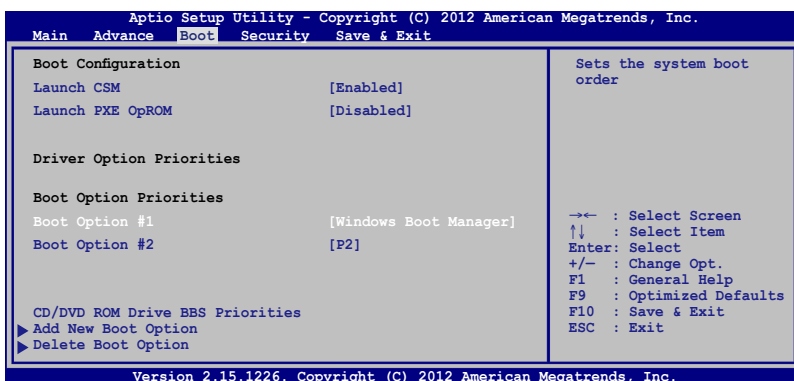 Aptio Setup Utility - Copyright (C) 2012 American Megatrends, Inc.
Main Advance Boot Security Save & Exit
Boot Configuration
Launch CSM [Enabled]
Launch PXE OpROM [Disabled]
Driver Option Priorities
Boot Option Priorities
Boot Option #1 [Windows Boot Manager]
Boot Option #2 [P2]
CD/DVD ROM Drive BBS Priorities
Add New Boot Option
Delete Boot Option
Sets the system boot
order
→← : Select Screen
↑↓ : Select Item
Enter: Select
+/— : Change Opt.
F1 : General Help
F9 : Optimized Defaults
F10 : Save & Exit
ESC : Exit
Version 2.15.1226. Copyright (C) 2012 American Megatrends, Inc.